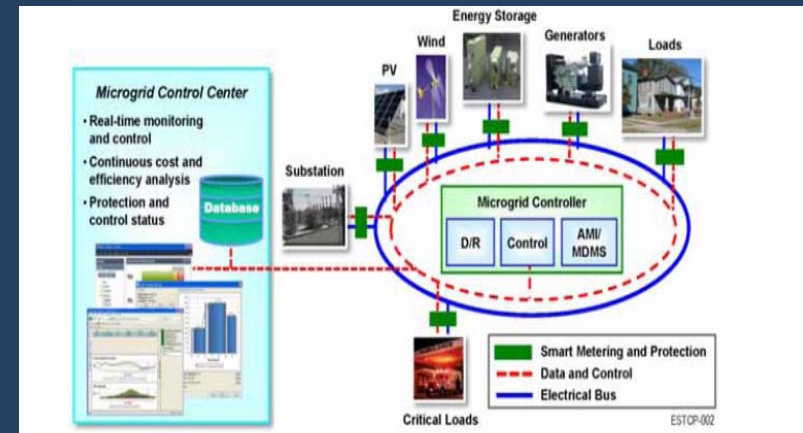 Energy Storage
Wind
Generators
Loads
PV
Microgrid Control Center
• Real-time monitoring
and control
• Continuous cost and
efficiency analysis
• Protection and
control status
Database
Substation
Microgrid Controller
D/R
Control
AMI/
MDMS
Critical Loads
Smart Metering and Protection
Data and Control
Electrical Bus
ESTCP-002